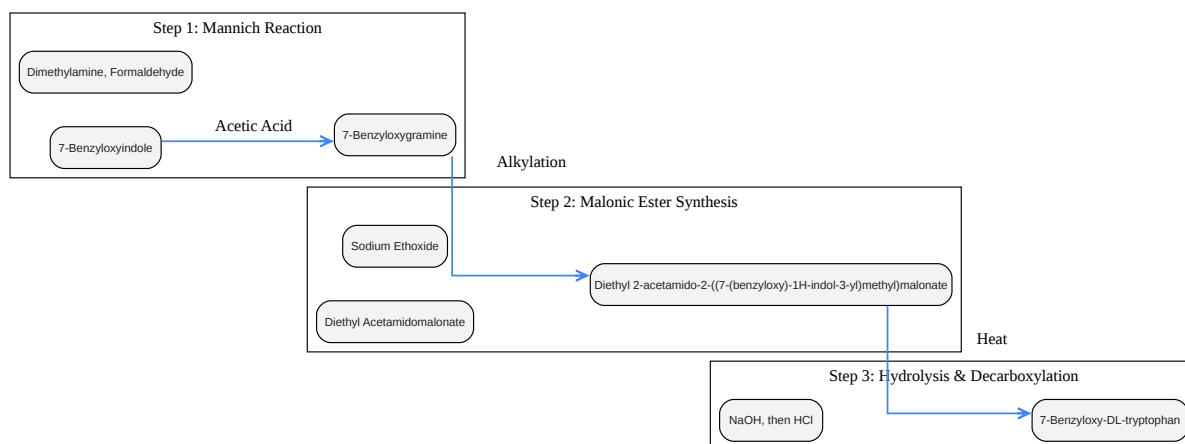 Step 1: Mannich Reaction
Dimethylamine, Formaldehyde
7-Benzyloxyindole
Acetic Acid
7-Benzyloxygramine
Alkylation
Step 2: Malonic Ester Synthesis
Sodium Ethoxide
Diethyl 2-acetamido-2-((7-(benzyloxy)-1H-indol-3-yl)methyl)malonate
Diethyl Acetamidomalonate
Heat
Step 3: Hydrolysis & Decarboxylation
NaOH, then HCl
7-Benzyloxy-DL-tryptophan